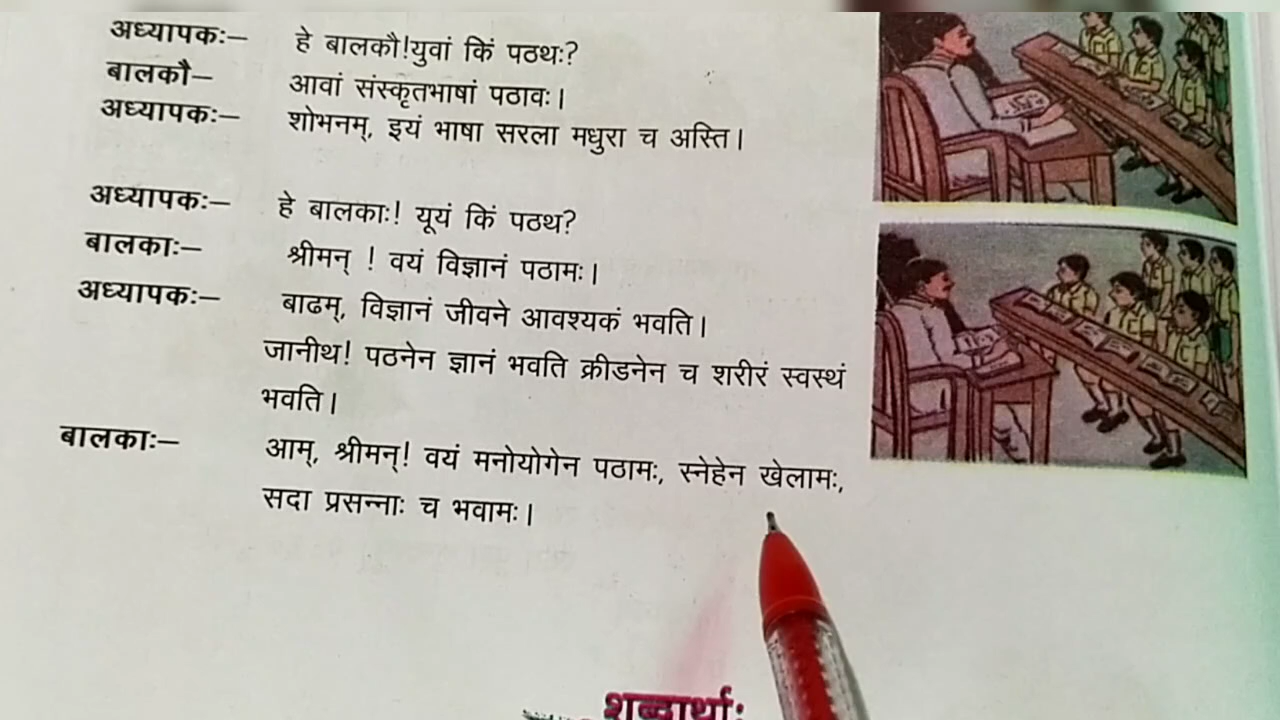 अध्यापकः– हे बालकौ!युवां किं पठथः?
बालकौ– आवां संस्कृतभाषां पठावः।
अध्यापकः– शोभनम्, इयं भाषा सरला मधुरा च अस्ति।
अध्यापकः– हे बालकाः! यूयं किं पठथ?
बालकाः– श्रीमन् ! वयं विज्ञानं पठामः।
अध्यापकः– बाढम्, विज्ञानं जीवने आवश्यकं भवति।
जानीथ! पठनेन ज्ञानं भवति क्रीडनेन च शरीरं स्वस्थं
भवति।
बालकाः– आम्, श्रीमन्! वयं मनोयोगेन पठामः, स्नेहेन खेलामः,
सदा प्रसन्नाः च भवामः।
शब्दार्थाः